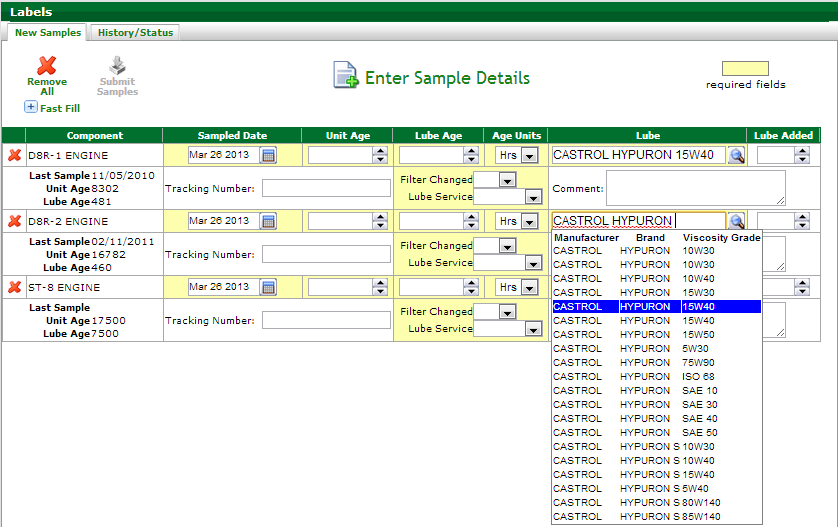 Labels
New Samples History/Status
Remove All
Submit Samples
Fast Fill
Enter Sample Details
required fields
Component Sampled Date Unit Age Lube Age Age Units Lube Lube Added
D8R-1 ENGINE Mar 26 2013 Hrs CASTROL HYPURON 15W40
Last Sample 11/05/2010
Unit Age 8302
Lube Age 481
Tracking Number:
Filter Changed
Lube Service
Comment:
D8R-2 ENGINE Mar 26 2013 Hrs CASTROL HYPURON
Last Sample 02/11/2011
Unit Age 16782
Lube Age 460
Tracking Number:
Filter Changed
Lube Service
ST-8 ENGINE Mar 26 2013 Hrs
Last Sample
Unit Age 17500
Lube Age 7500
Tracking Number:
Filter Changed
Lube Service
Manufacturer Brand Viscosity Grade
CASTROL HYPURON 10W30
CASTROL HYPURON 10W30
CASTROL HYPURON 10W40
CASTROL HYPURON 15W30
CASTROL HYPURON 15W40
CASTROL HYPURON 15W40
CASTROL HYPURON 15W50
CASTROL HYPURON 5W30
CASTROL HYPURON 75W90
CASTROL HYPURON ISO 68
CASTROL HYPURON SAE 10
CASTROL HYPURON SAE 30
CASTROL HYPURON SAE 40
CASTROL HYPURON SAE 50
CASTROL HYPURON S 10W30
CASTROL HYPURON S 10W40
CASTROL HYPURON S 15W40
CASTROL HYPURON S 5W40
CASTROL HYPURON S 80W140
CASTROL HYPURON S 85W140